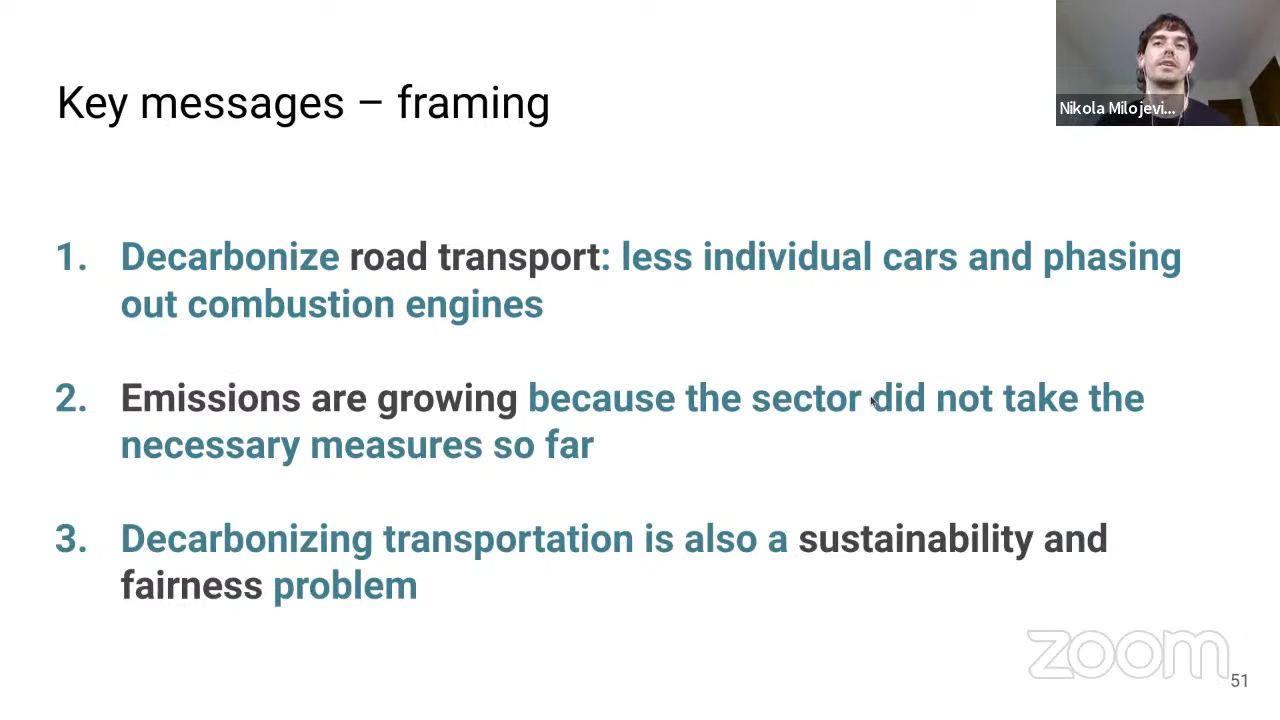 Key messages – framing
Nikola Milojevi...
1. Decarbonize road transport: less individual cars and phasing
out combustion engines
2. Emissions are growing because the sector did not take the
necessary measures so far
3. Decarbonizing transportation is also a sustainability and
fairness problem
zoom
51